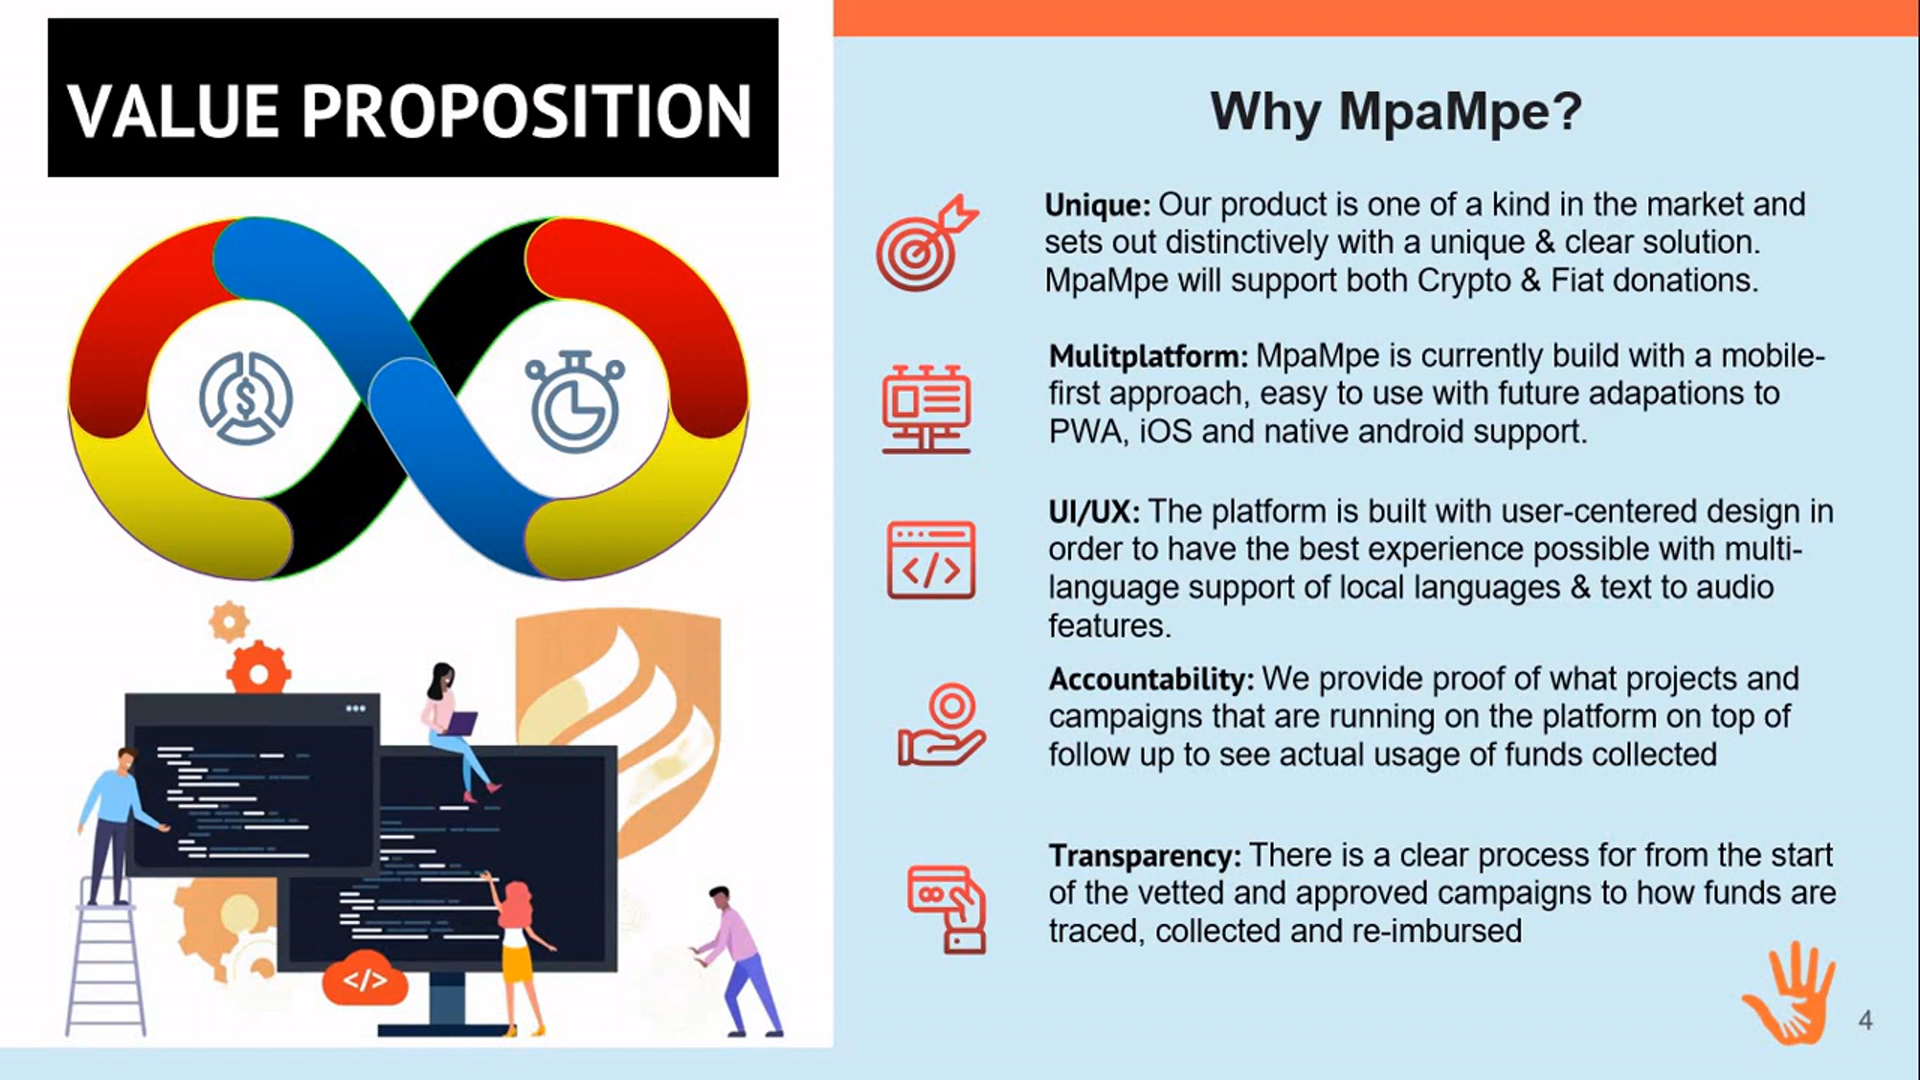 VALUE PROPOSITION
Why MpaMpe?
Unique: Our product is one of a kind in the market and
sets out distinctively with a unique & clear solution.
MpaMpe will support both Crypto & Fiat donations.
Mulitplatform: MpaMpe is currently build with a mobile-
first approach, easy to use with future adapations to
PWA, iOS and native android support.
UI/UX: The platform is built with user-centered design in
order to have the best experience possible with multi-
language support of local languages & text to audio
features.
Accountability: We provide proof of what projects and
campaigns that are running on the platform on top of
follow up to see actual usage of funds collected
Transparency: There is a clear process for from the start
of the vetted and approved campaigns to how funds are
traced, collected and re-imbursed
4